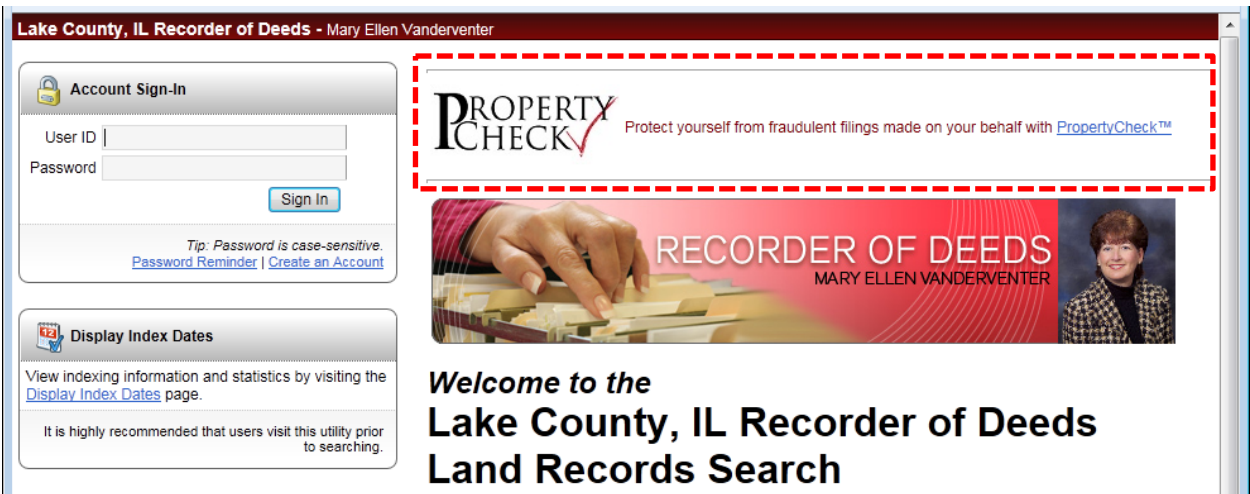 Lake County, IL Recorder of Deeds - Mary Ellen Vanderventer
Account Sign-In
User ID
Password
Sign In
Tip: Password is case-sensitive.
Password Reminder | Create an Account
12
Display Index Dates
View indexing information and statistics by visiting the
Display Index Dates page.
It is highly recommended that users visit this utility prior
to searching.
PROPERTY
CHECK
Protect yourself from fraudulent filings made on your behalf with PropertyCheck™
RECORDER OF DEEDS
MARY ELLEN VANDERVENTER
Welcome to the
Lake County, IL Recorder of Deeds
Land Records Search